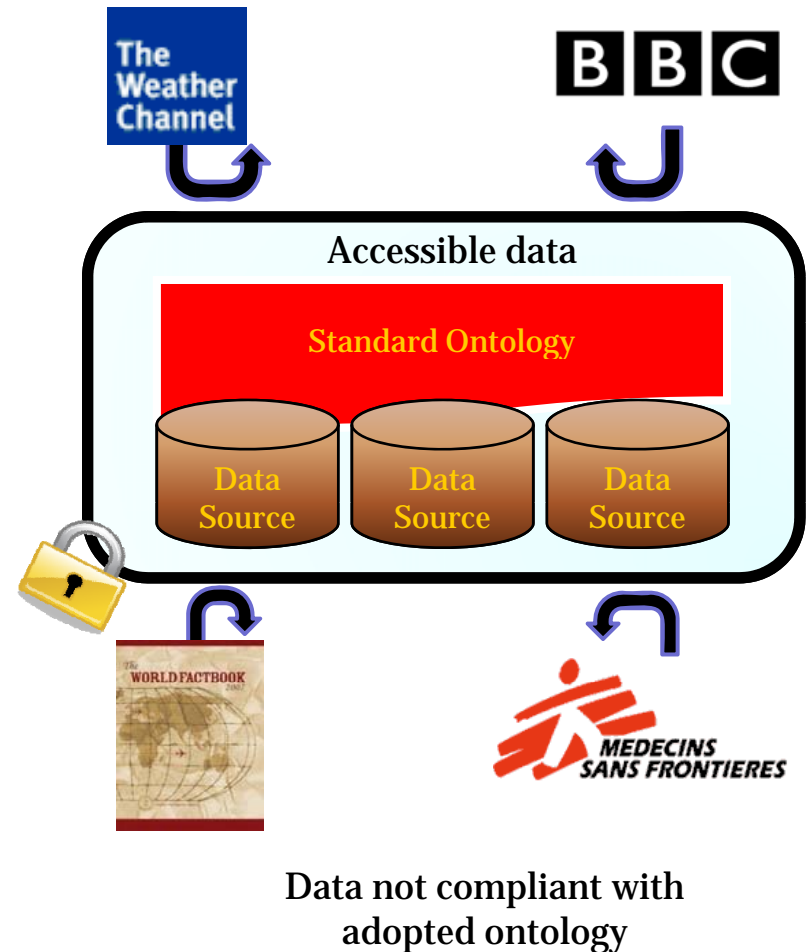 The
Weather
Channel
BBC
Accessible data
Standard Ontology
Data
Source
Data
Source
Data
Source
The
WORLD FACTBOOK
2007
MEDECINS
SANS FRONTIERES
Data not compliant with
adopted ontology